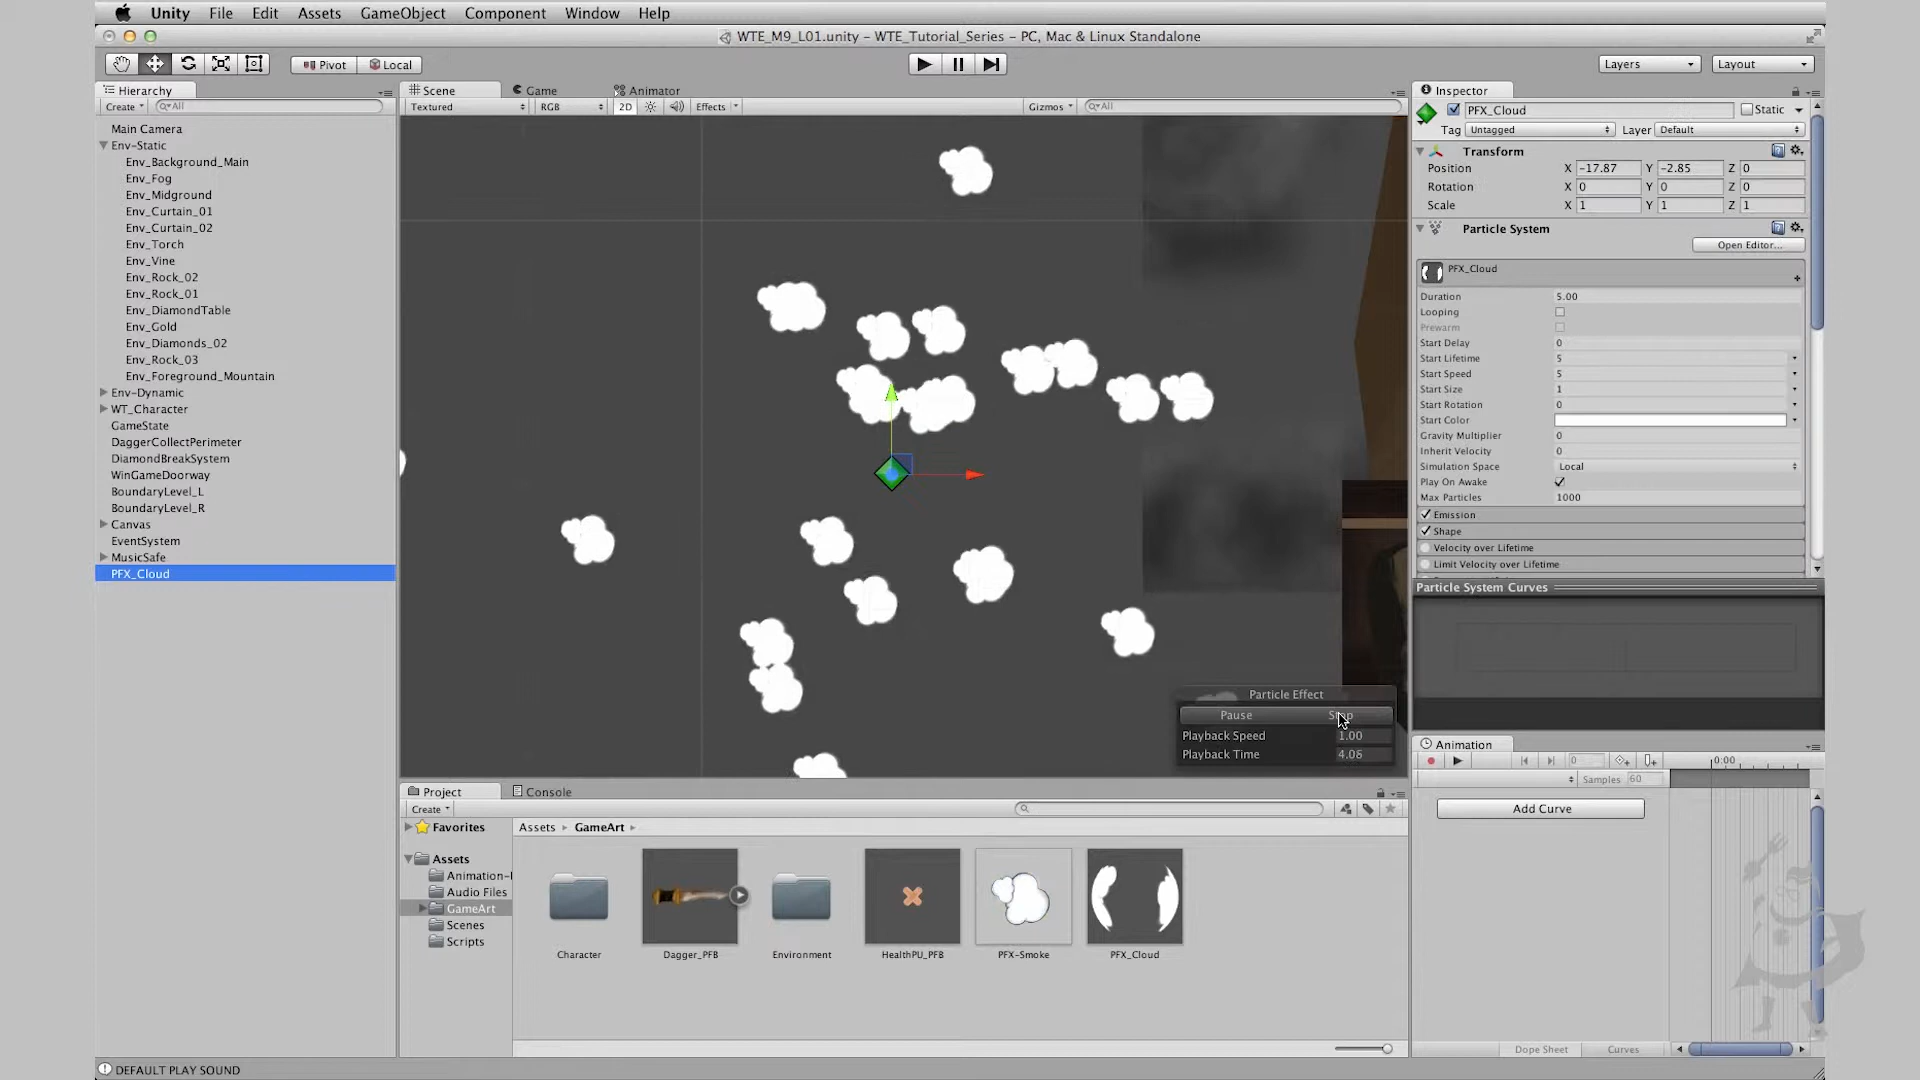 Unity File Edit Assets GameObject Component Window Help
WTE_M9_L01.unity – WTE_Tutorial_Series – PC, Mac & Linux Standalone
Pivot Local Layers Layout
Hierarchy
Create All
Main Camera
Env-Static
Env_Background_Main
Env_Fog
Env_Midground
Env_Curtain_01
Env_Curtain_02
Env_Torch
Env_Vine
Env_Rock_02
Env_Rock_01
Env_DiamondTable
Env_Gold
Env_Diamonds_02
Env_Rock_03
Env_Foreground_Mountain
Env-Dynamic
WT_Character
GameState
DaggerCollectPerimeter
DiamondBreakSystem
WinGameDoorway
BoundaryLevel_L
BoundaryLevel_R
Canvas
EventSystem
MusicSafe
PFX_Cloud
Scene Game Animator
Textured RGB 2D Effects Gizmos All
Particle Effect
Pause Stop
Playback Speed 1.00
Playback Time 4.06
Inspector
PFX_Cloud Static
Tag Untagged Layer Default
Transform
Position X -17.87 Y -2.85 Z 0
Rotation X 0 Y 0 Z 0
Scale X 1 Y 1 Z 1
Particle System
Open Editor...
PFX_Cloud
Duration 5.00
Looping
Prewarm
Start Delay 0
Start Lifetime 5
Start Speed 5
Start Size 1
Start Rotation 0
Start Color
Gravity Multiplier 0
Inherit Velocity 0
Simulation Space Local
Play On Awake
Max Particles 1000
Emission
Shape
Velocity over Lifetime
Limit Velocity over Lifetime
Particle System Curves
Animation
0 0:00
Samples 60
Add Curve
Dope Sheet Curves
Project Console
Create
Favorites
Assets
Animation-
Audio Files
GameArt
Scenes
Scripts
Assets GameArt
Character Dagger_PFB Environment HealthPU_PFB PFX-Smoke PFX_Cloud
DEFAULT PLAY SOUND